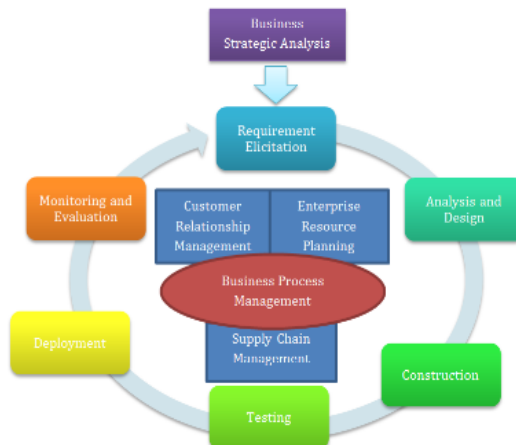 Business
Strategic Analysis
Requirement
Elicitation
Monitoring and
Evaluation
Customer
Relationship
Management
Enterprise
Resource
Planning
Analysis and
Design
Business Process
Management
Deployment
Supply Chain
Management
Construction
Testing